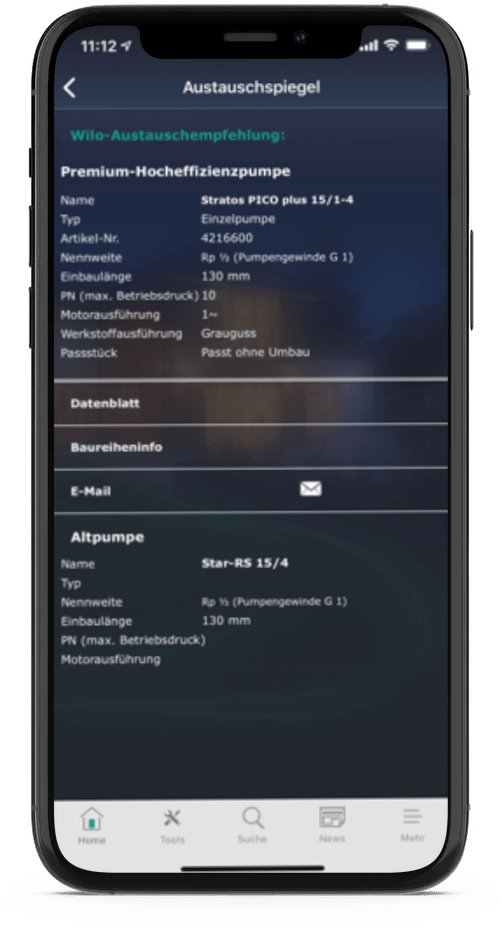 11:12
Austauschspiegel
Wilo-Austauschempfehlung:
Premium-Hocheffizienzpumpe
Name Stratos PICO plus 15/1-4
Typ Einzelpumpe
Artikel-Nr. 4216600
Nennweite Rp ½ (Pumpengewinde G 1)
Einbaulänge 130 mm
PN (max. Betriebsdruck) 10
Motorausführung 1~
Werkstoffausführung Grauguss
Passstück Passt ohne Umbau
Datenblatt
Baureiheninfo
E-Mail
Altpumpe
Name Star-RS 15/4
Typ
Nennweite Rp ½ (Pumpengewinde G 1)
Einbaulänge 130 mm
PN (max. Betriebsdruck)
Motorausführung
Home Tools Suche News Mehr